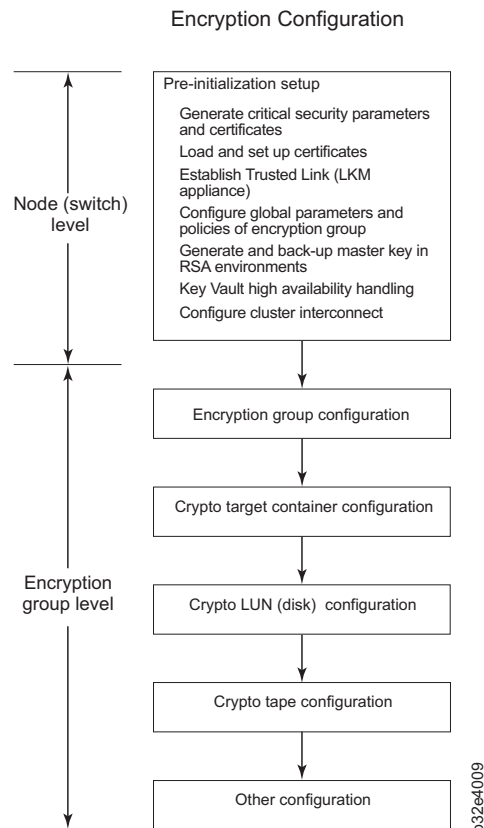 Encryption Configuration
Pre-initialization setup
Generate critical security parameters
and certificates
Load and set up certificates
Establish Trusted Link (LKM
appliance)
Configure global parameters and
policies of encryption group
Generate and back-up master key in
RSA environments
Key Vault high availability handling
Configure cluster interconnect
Node (switch)
level
Encryption group configuration
Crypto target container configuration
Encryption
group level
Crypto LUN (disk) configuration
Crypto tape configuration
Other configuration
b32e4009